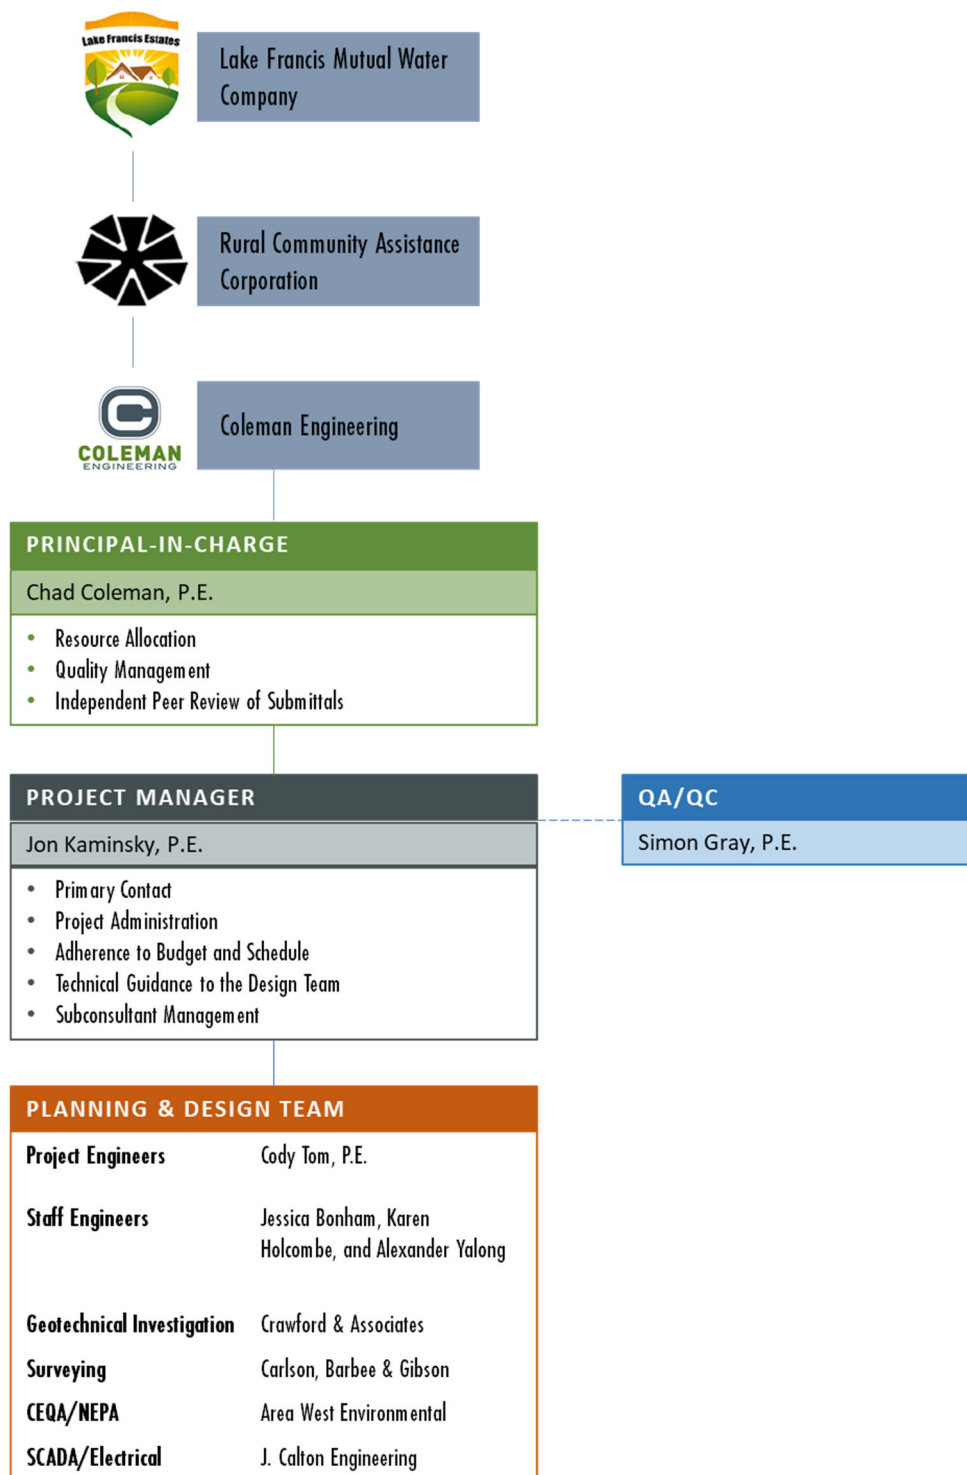 Lake Francis Estates
Lake Francis Mutual Water
Company
Rural Community Assistance
Corporation
COLEMAN
ENGINEERING
Coleman Engineering
PRINCIPAL-IN-CHARGE
Chad Coleman, P.E.
• Resource Allocation
• Quality Management
• Independent Peer Review of Submittals
PROJECT MANAGER
Jon Kaminsky, P.E.
• Primary Contact
• Project Administration
• Adherence to Budget and Schedule
• Technical Guidance to the Design Team
• Subconsultant Management
QA/QC
Simon Gray, P.E.
PLANNING & DESIGN TEAM
Project Engineers Cody Tom, P.E.
Staff Engineers Jessica Bonham, Karen
Holcombe, and Alexander Yalong
Geotechnical Investigation Crawford & Associates
Surveying Carlson, Barbee & Gibson
CEQA/NEPA Area West Environmental
SCADA/Electrical J. Calton Engineering